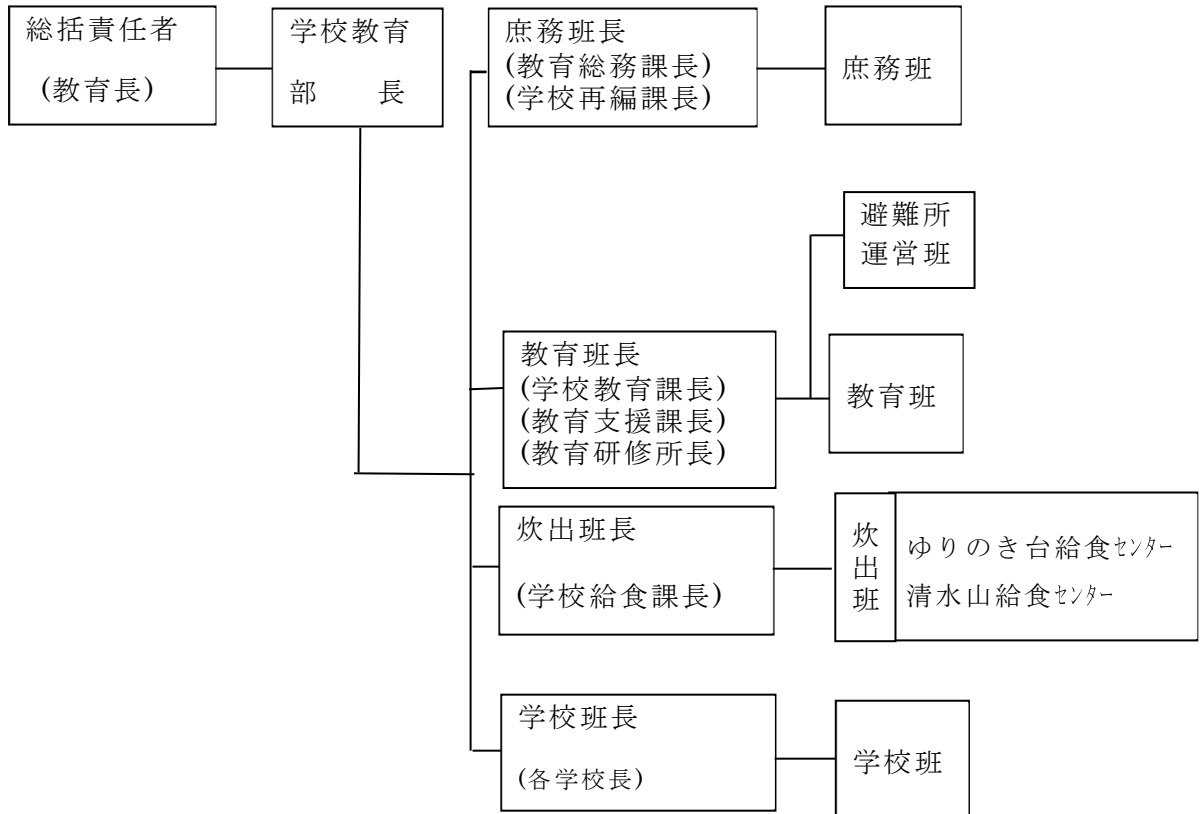 総括責任者
(教育長)
学校教育
部　　長
庶務班長
(教育総務課長)
(学校再編課長)
庶務班
避難所
運営班
教育班長
(学校教育課長)
(教育支援課長)
(教育研修所長)
教育班
炊出班長
(学校給食課長)
炊出班
ゆりのき台給食ｾﾝﾀｰ
清水山給食ｾﾝﾀｰ
学校班長
(各学校長)
学校班